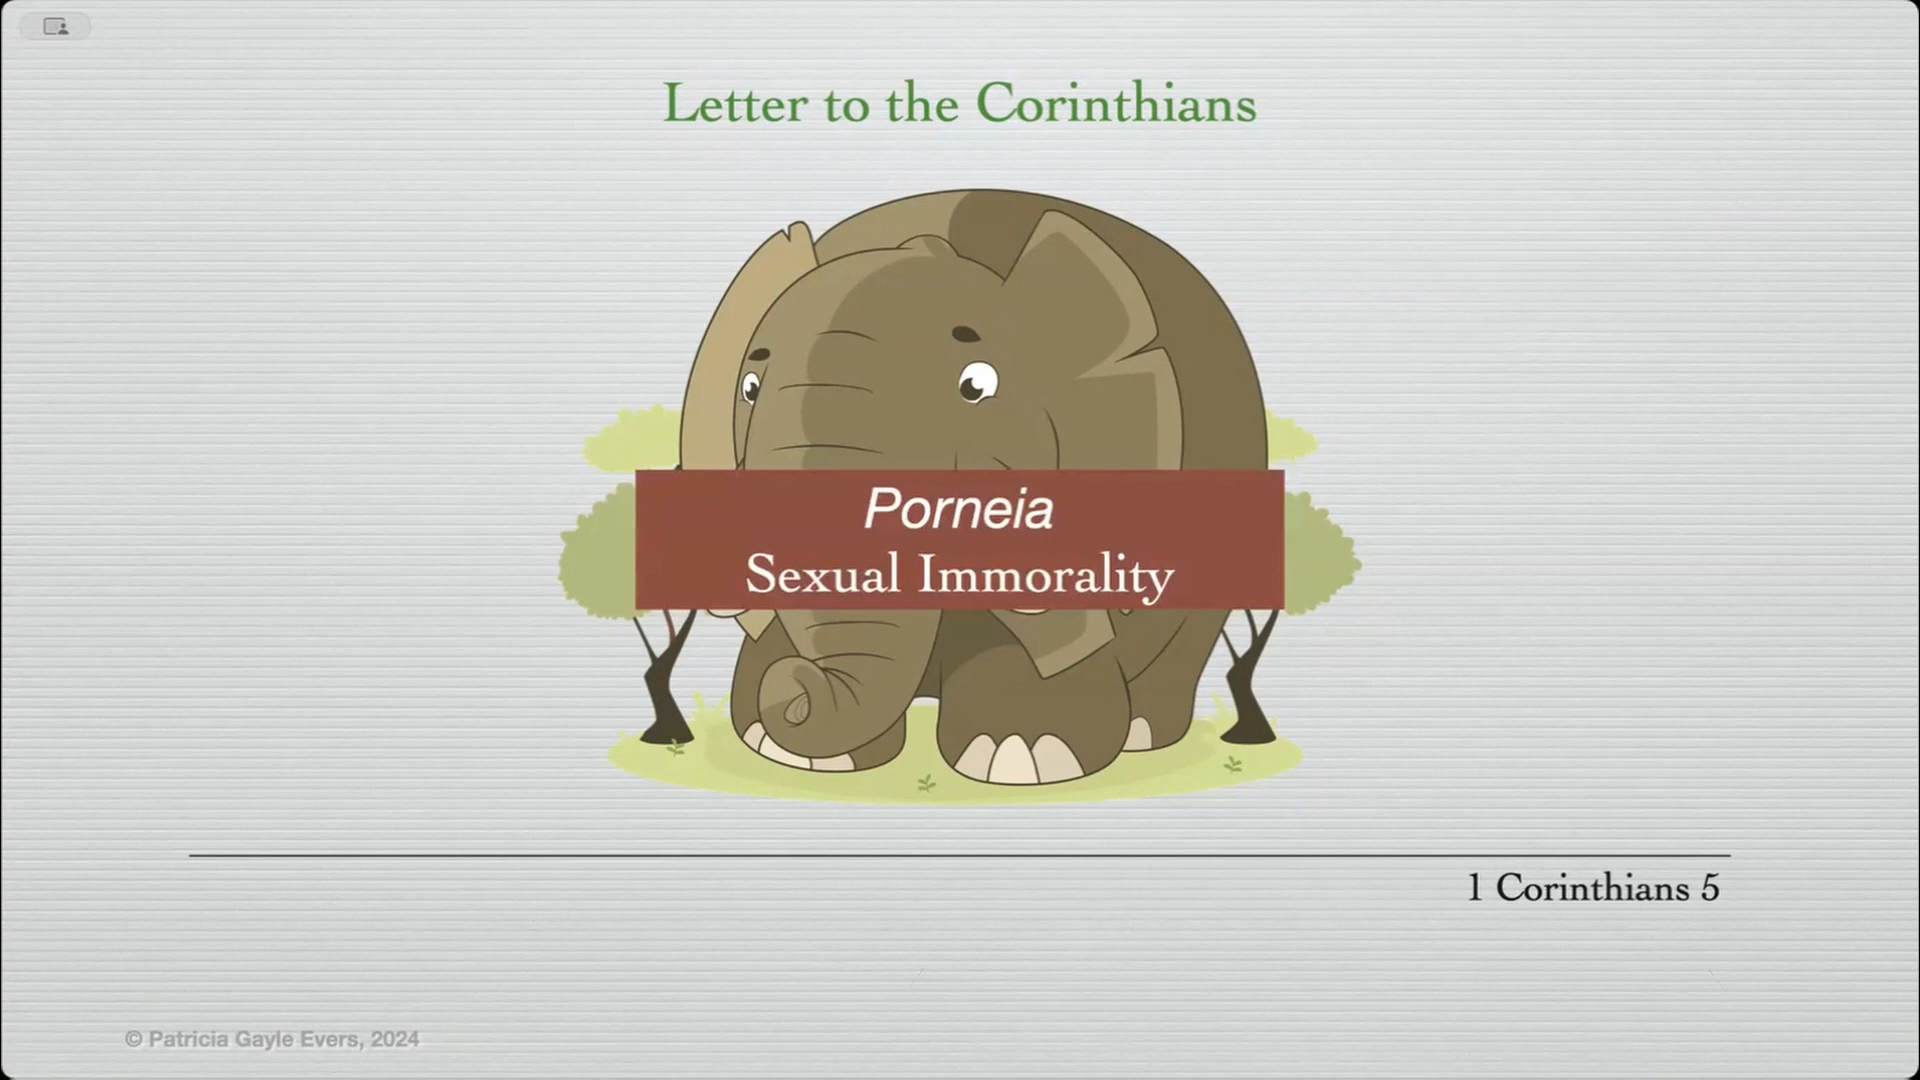 Letter to the Corinthians
Porneia
Sexual Immorality
1 Corinthians 5
© Patricia Gayle Evers, 2024